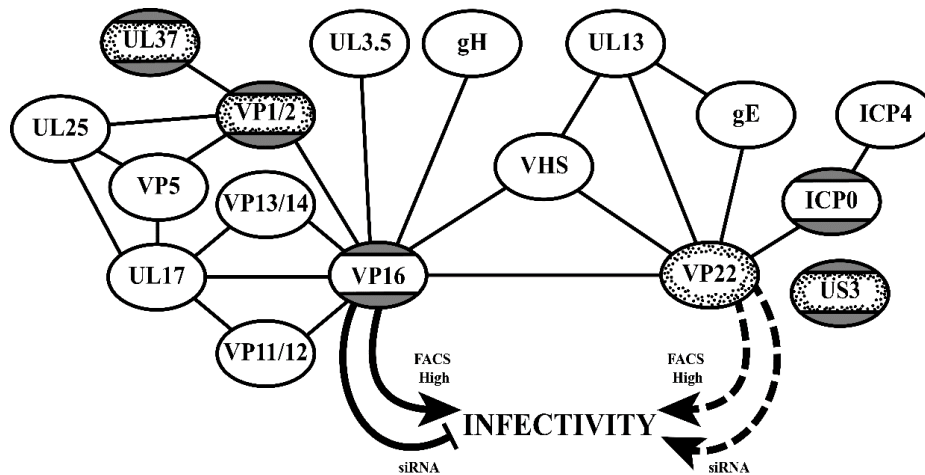 UL37
UL3.5
gH
UL13
UL25
VP1/2
gE
ICP4
VP5
VHS
VP13/14
ICP0
UL17
VP16
VP22
US3
VP11/12
FACS
High
FACS
High
INFECTIVITY
siRNA
siRNA